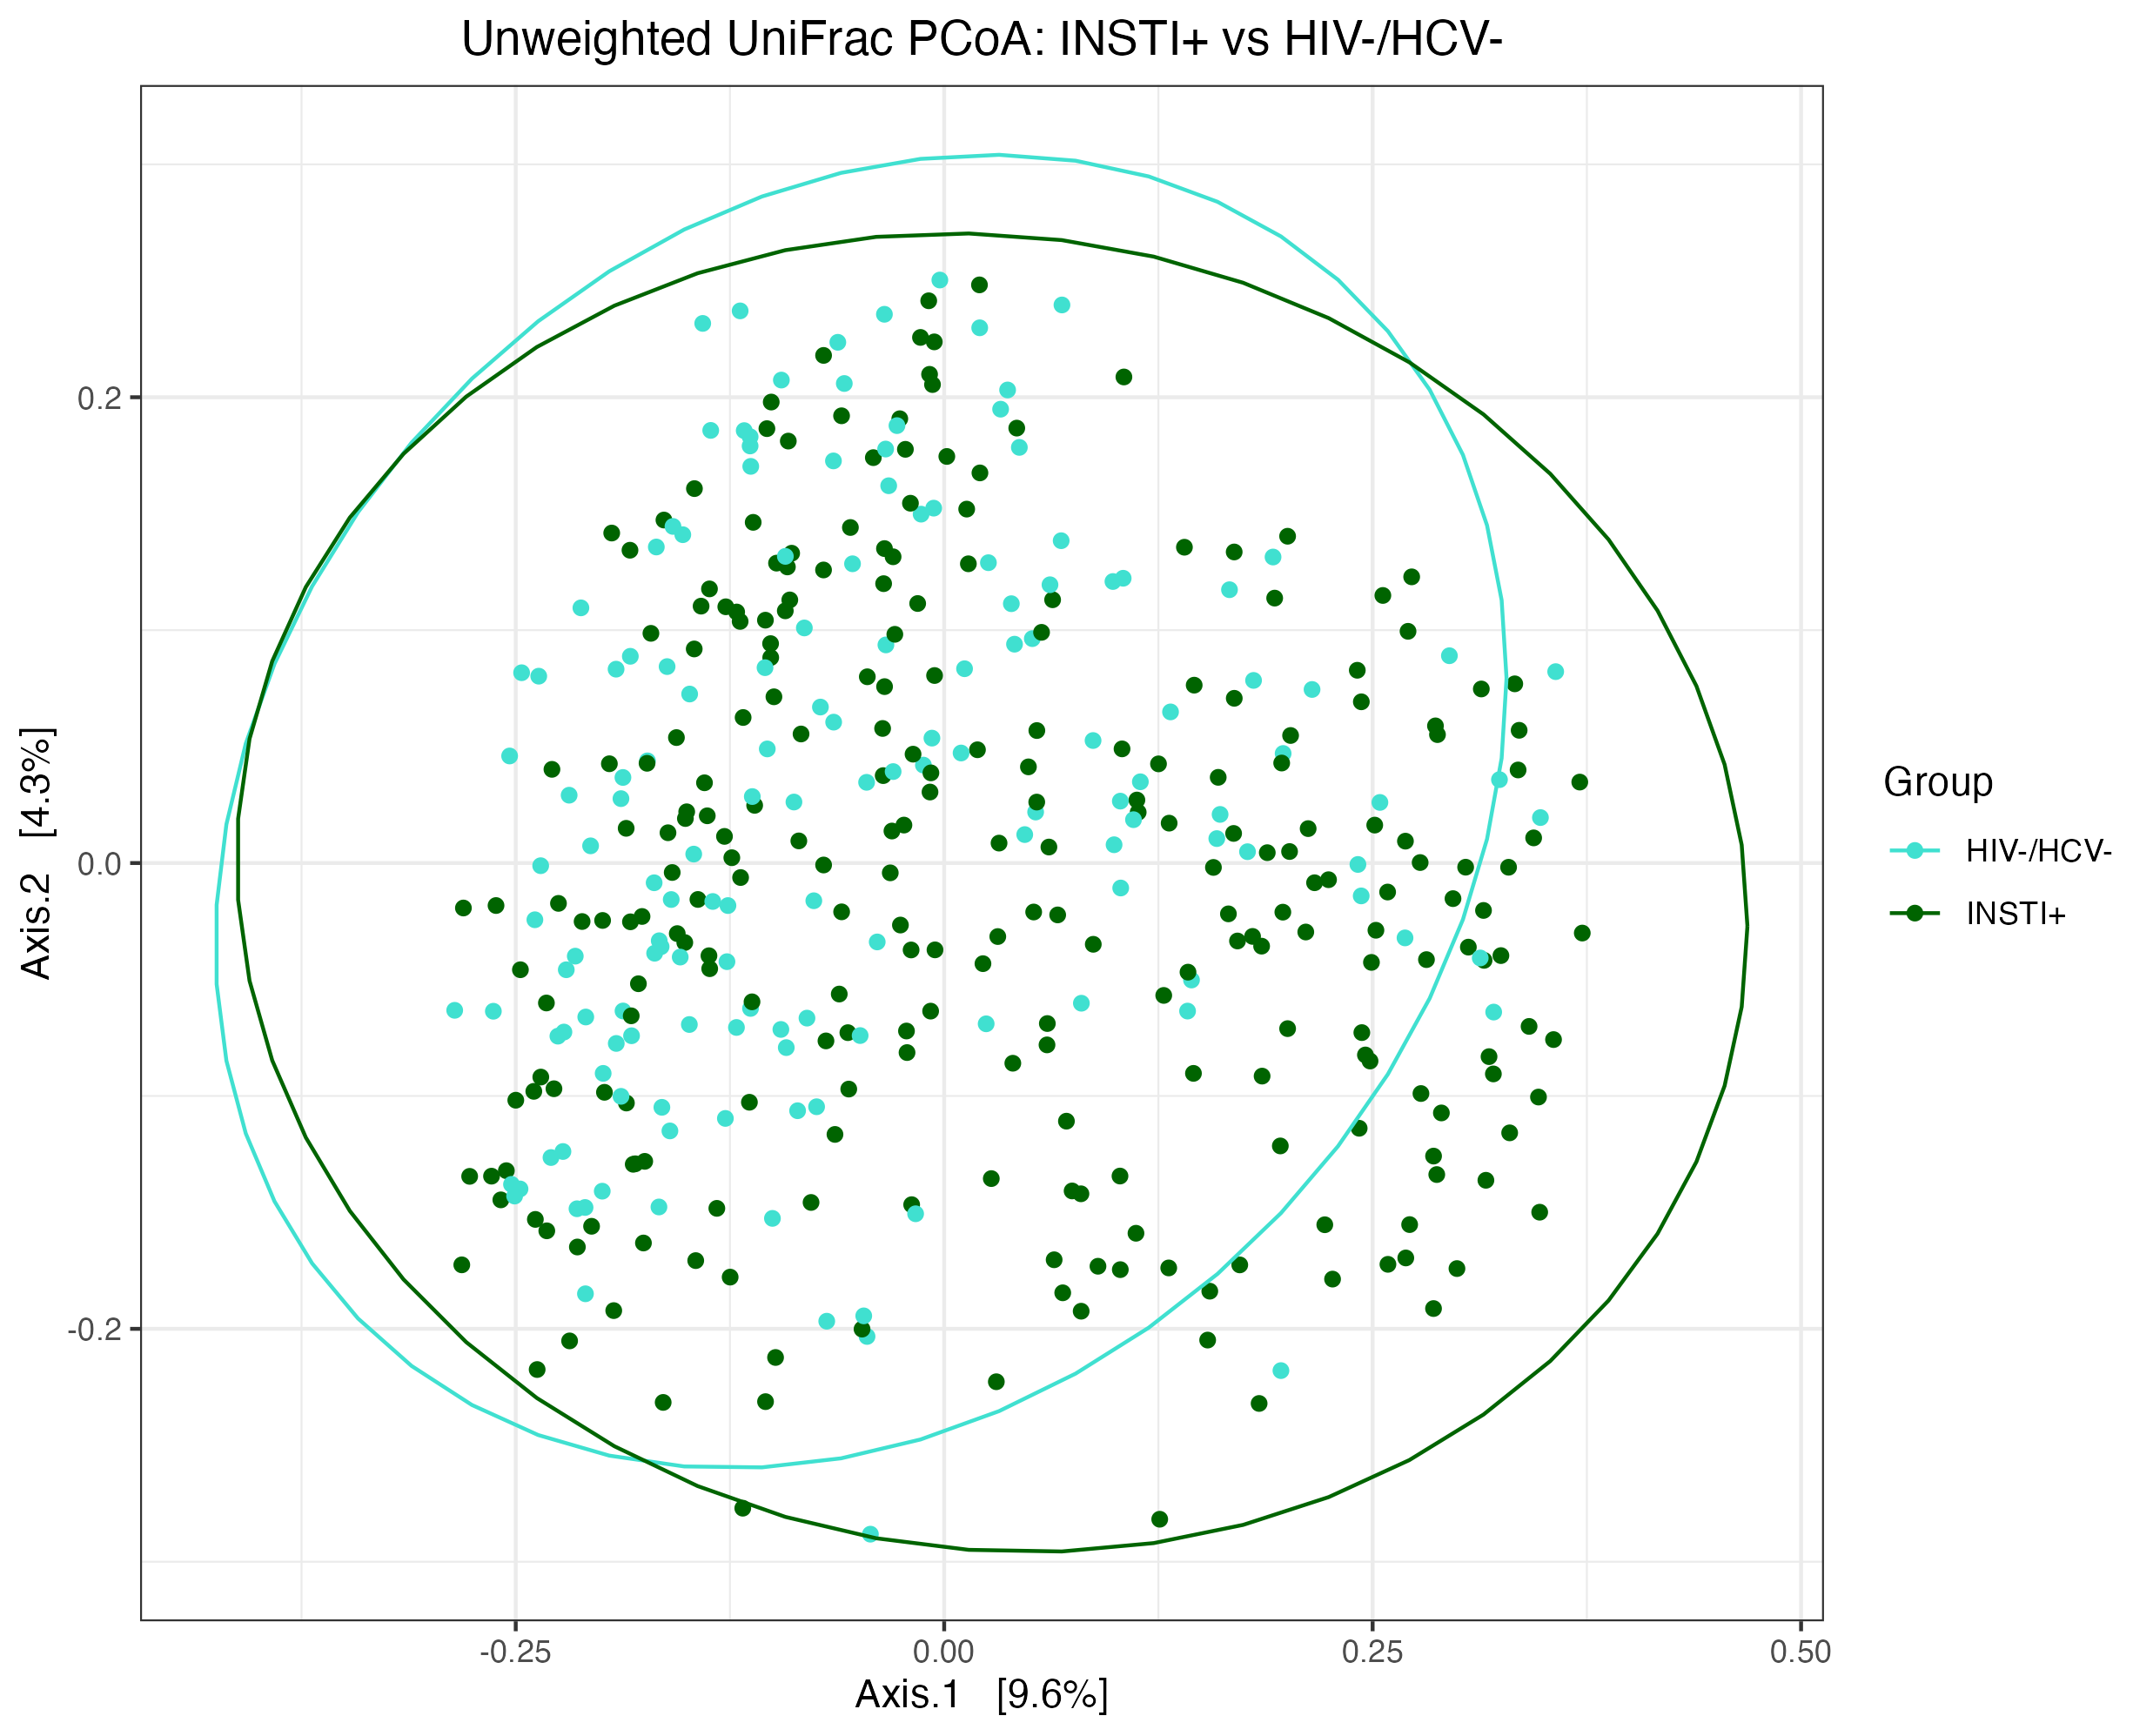 Unweighted UniFrac PCoA: INSTI+ vs HIV-/HCV-
0.2
0.0
-0.2
Axis.2 [4.3%]
-0.25
0.00
0.25
0.50
Axis.1 [9.6%]
Group
HIV-/HCV-
INSTI+